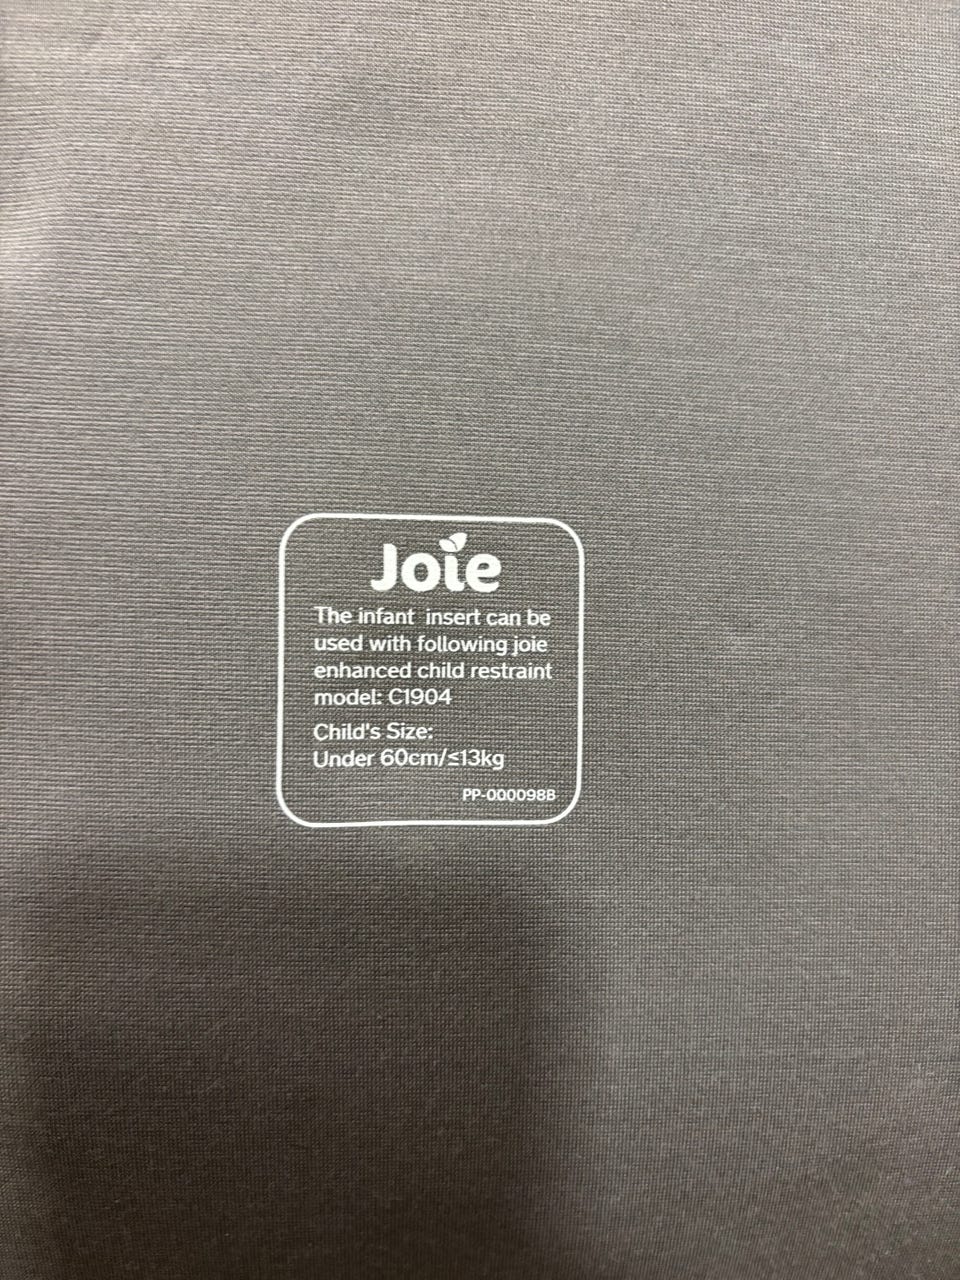 Joie
The infant insert can be
used with following joie
enhanced child restraint
model: C1904
Child's Size:
Under 60cm/≤13kg
PP-000098B